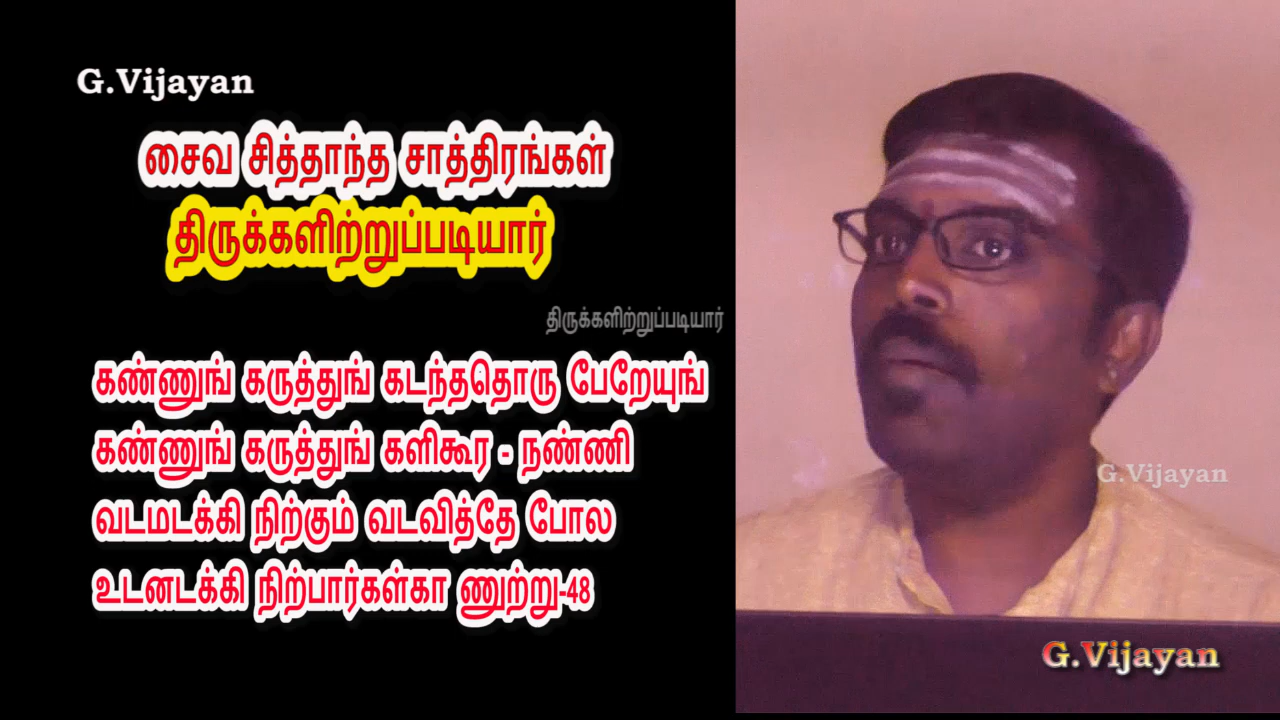 G.Vijayan
சைவ சித்தாந்த சாத்திரங்கள்
திருக்களிற்றுப்படியார்
திருக்களிற்றுப்படியார்
கண்ணுங் கருத்துங் கடந்ததொரு பேறேயுங்
கண்ணுங் கருத்துங் களிகூர - நண்ணி
வடமடக்கி நிற்கும் வடவித்தே போல
உடனடக்கி நிற்பார்கள்கா ணுற்று-48
G.Vijayan
G.Vijayan